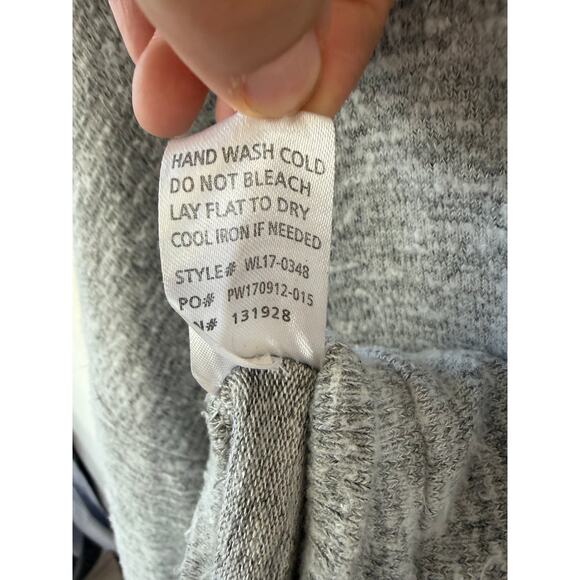 HAND WASH COLD
DO NOT BLEACH
LAY FLAT TO DRY
COOL IRON IF NEEDED
STYLE# WL17-0348
PO# PW170912-015
N# 131928